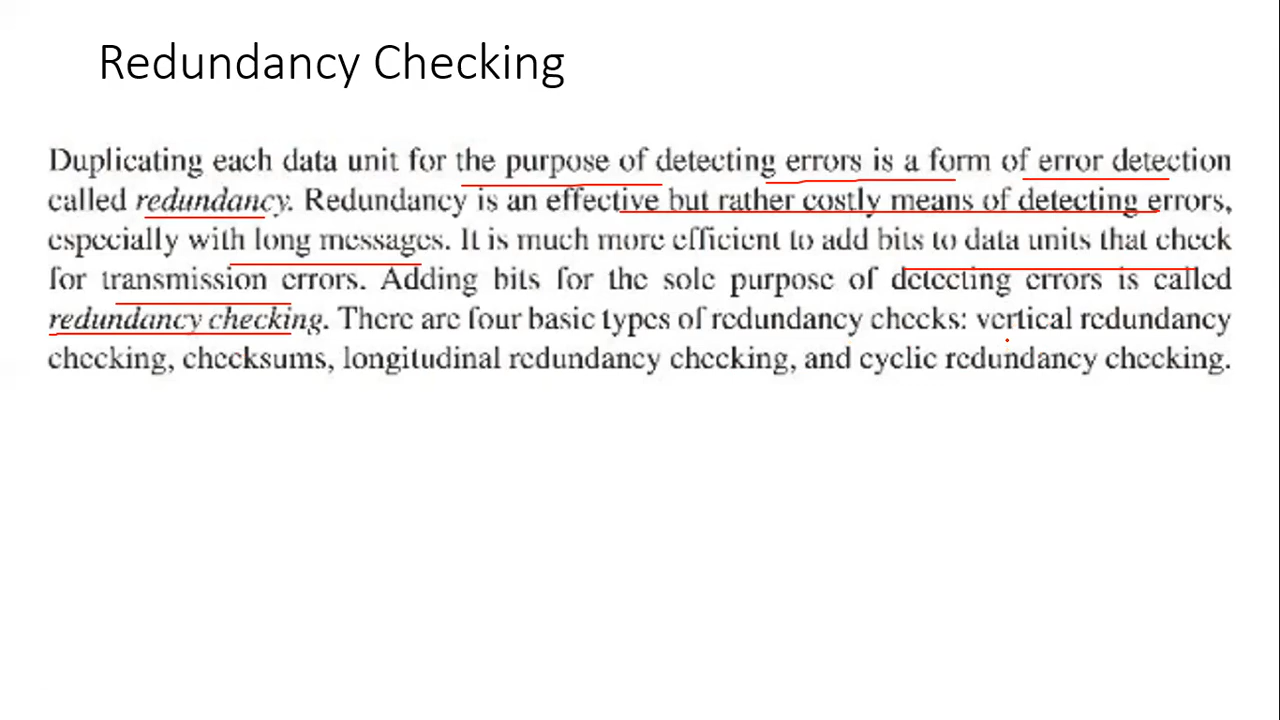 Redundancy Checking
Duplicating each data unit for the purpose of detecting errors is a form of error detection
called redundancy. Redundancy is an effective but rather costly means of detecting errors,
especially with long messages. It is much more efficient to add bits to data units that check
for transmission errors. Adding bits for the sole purpose of detecting errors is called
redundancy checking. There are four basic types of redundancy checks: vertical redundancy
checking, checksums, longitudinal redundancy checking, and cyclic redundancy checking.